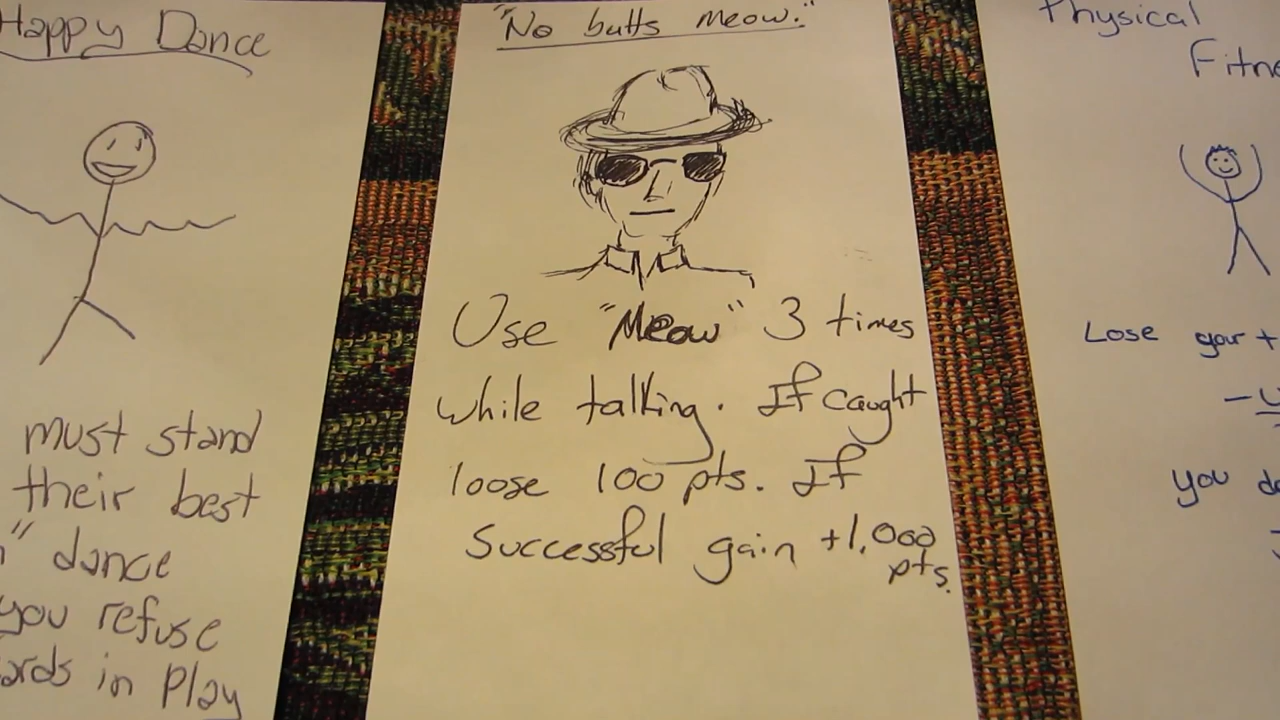 Happy Dance
must stand
their best
" dance
you refuse
ards in Play
"No butts meow."
Use "Meow" 3 times
while talking. If caught
loose 100 pts. If
Successful gain +1,000
pts.
Physical
Fitne
Lose your +
you do